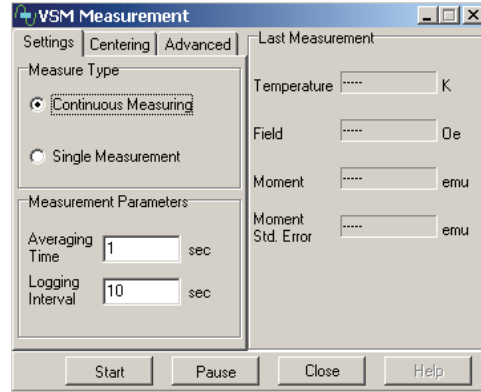 VSM Measurement
Settings Centering Advanced
Measure Type
Continuous Measuring
Single Measurement
Measurement Parameters
Averaging
Time
1
sec
Logging
Interval
10
sec
Last Measurement
Temperature ----- K
Field ----- Oe
Moment ----- emu
Moment
Std. Error ----- emu
Start Pause Close Help